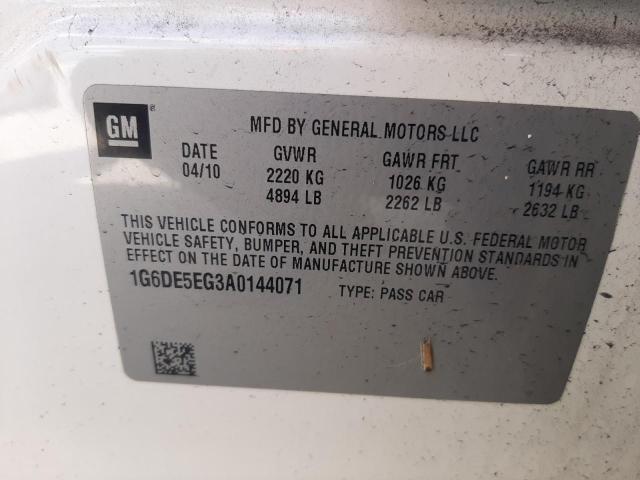 GM ®
MFD BY GENERAL MOTORS LLC
DATE GVWR GAWR FRT GAWR RR
04/10 2220 KG 1026 KG 1194 KG
4894 LB 2262 LB 2632 LB
THIS VEHICLE CONFORMS TO ALL APPLICABLE U.S. FEDERAL MOTOR
VEHICLE SAFETY, BUMPER, AND THEFT PREVENTION STANDARDS IN
EFFECT ON THE DATE OF MANUFACTURE SHOWN ABOVE.
1G6DE5EG3A0144071 TYPE: PASS CAR